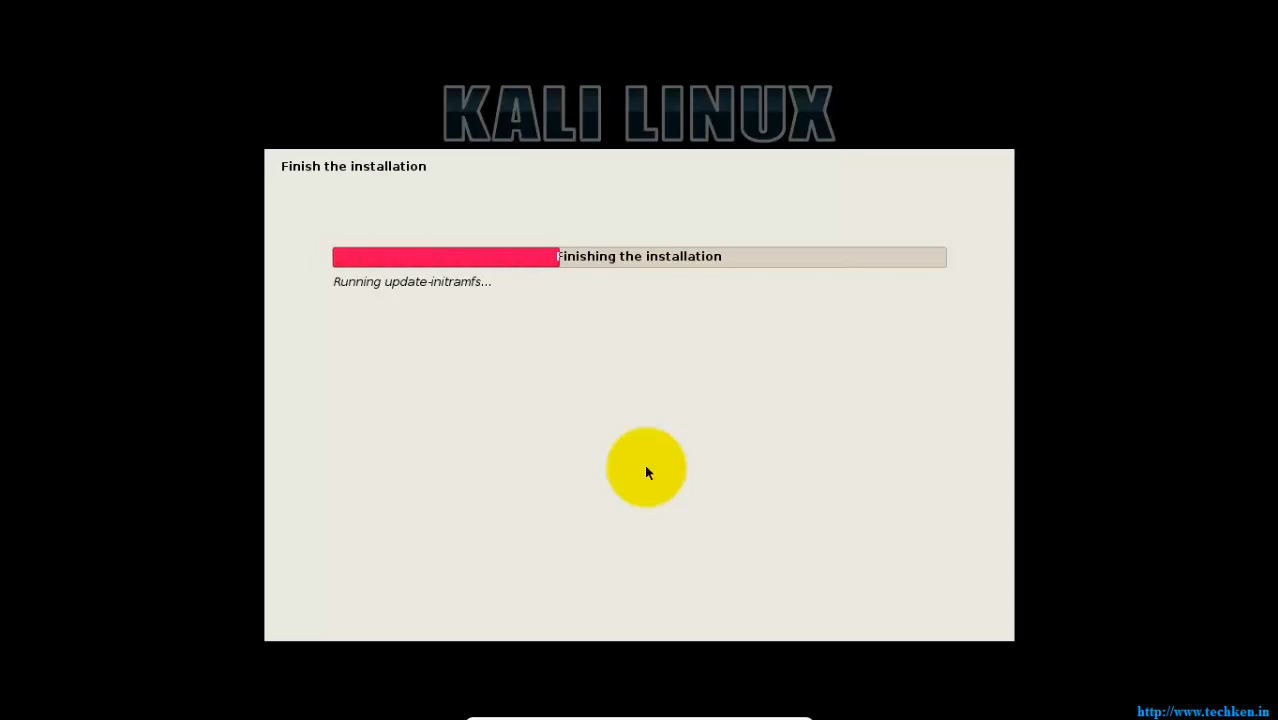 KALI LINUX
Finish the installation
Finishing the installation
Running update-initramfs...
http://www.techken.in